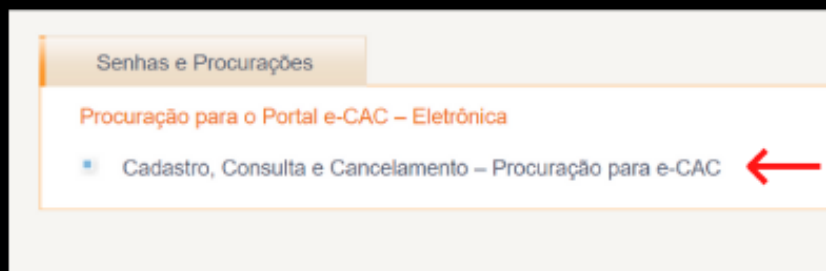 Senhas e Procurações
Procuração para o Portal e-CAC – Eletrônica
Cadastro, Consulta e Cancelamento – Procuração para e-CAC